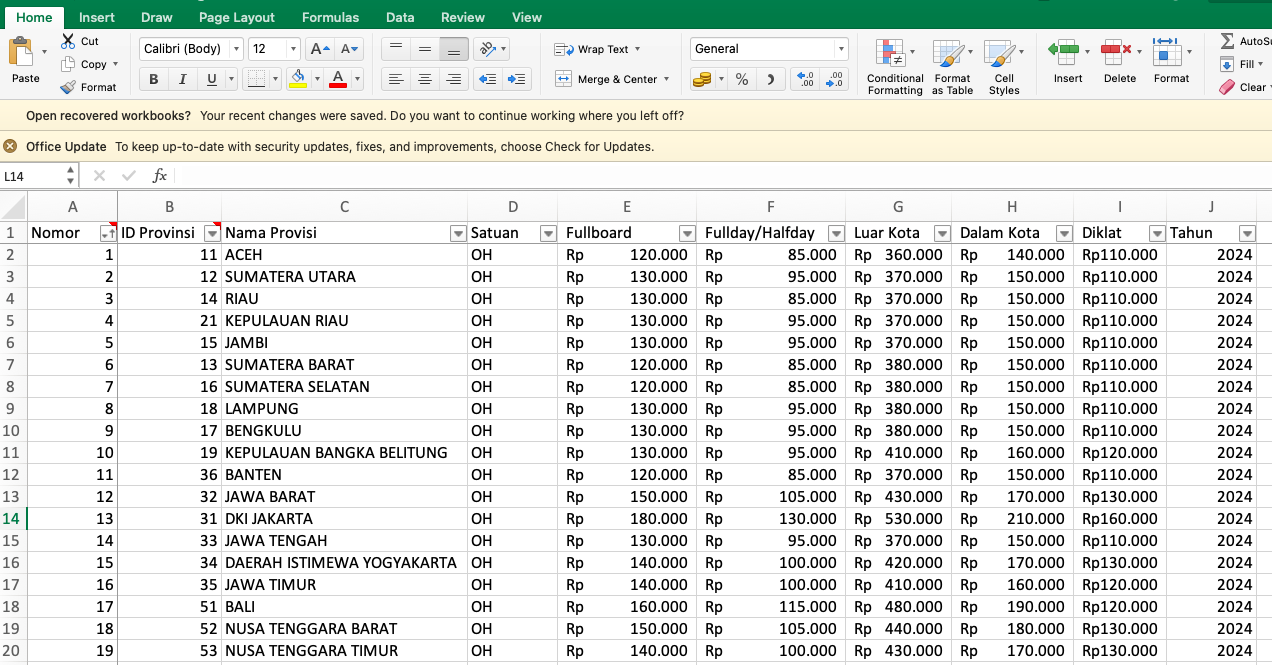 Home Insert Draw Page Layout Formulas Data Review View
Cut Calibri (Body) 12 A A Wrap Text General AutoSu
Copy Fill
Paste Format B I U A Merge & Center % .00 .0 Conditional Formatting Format as Table Cell Styles Insert Delete Format Clear
Open recovered workbooks? Your recent changes were saved. Do you want to continue working where you left off?
Office Update To keep up-to-date with security updates, fixes, and improvements, choose Check for Updates.
L14 fx
A B C D E F G H I J
1 Nomor ID Provinsi Nama Provisi Satuan Fullboard Fullday/Halfday Luar Kota Dalam Kota Diklat Tahun
2 1 11 ACEH OH Rp 120.000 Rp 85.000 Rp 360.000 Rp 140.000 Rp110.000 2024
3 2 12 SUMATERA UTARA OH Rp 130.000 Rp 95.000 Rp 370.000 Rp 150.000 Rp110.000 2024
4 3 14 RIAU OH Rp 130.000 Rp 85.000 Rp 370.000 Rp 150.000 Rp110.000 2024
5 4 21 KEPULAUAN RIAU OH Rp 130.000 Rp 95.000 Rp 370.000 Rp 150.000 Rp110.000 2024
6 5 15 JAMBI OH Rp 130.000 Rp 95.000 Rp 370.000 Rp 150.000 Rp110.000 2024
7 6 13 SUMATERA BARAT OH Rp 120.000 Rp 85.000 Rp 380.000 Rp 150.000 Rp110.000 2024
8 7 16 SUMATERA SELATAN OH Rp 120.000 Rp 85.000 Rp 380.000 Rp 150.000 Rp110.000 2024
9 8 18 LAMPUNG OH Rp 130.000 Rp 95.000 Rp 380.000 Rp 150.000 Rp110.000 2024
10 9 17 BENGKULU OH Rp 130.000 Rp 95.000 Rp 380.000 Rp 150.000 Rp110.000 2024
11 10 19 KEPULAUAN BANGKA BELITUNG OH Rp 130.000 Rp 95.000 Rp 410.000 Rp 160.000 Rp120.000 2024
12 11 36 BANTEN OH Rp 120.000 Rp 85.000 Rp 370.000 Rp 150.000 Rp110.000 2024
13 12 32 JAWA BARAT OH Rp 150.000 Rp 105.000 Rp 430.000 Rp 170.000 Rp130.000 2024
14 13 31 DKI JAKARTA OH Rp 180.000 Rp 130.000 Rp 530.000 Rp 210.000 Rp160.000 2024
15 14 33 JAWA TENGAH OH Rp 130.000 Rp 95.000 Rp 370.000 Rp 150.000 Rp110.000 2024
16 15 34 DAERAH ISTIMEWA YOGYAKARTA OH Rp 140.000 Rp 100.000 Rp 420.000 Rp 170.000 Rp130.000 2024
17 16 35 JAWA TIMUR OH Rp 140.000 Rp 100.000 Rp 410.000 Rp 160.000 Rp120.000 2024
18 17 51 BALI OH Rp 160.000 Rp 115.000 Rp 480.000 Rp 190.000 Rp120.000 2024
19 18 52 NUSA TENGGARA BARAT OH Rp 150.000 Rp 105.000 Rp 440.000 Rp 180.000 Rp130.000 2024
20 19 53 NUSA TENGGARA TIMUR OH Rp 140.000 Rp 100.000 Rp 430.000 Rp 170.000 Rp130.000 2024